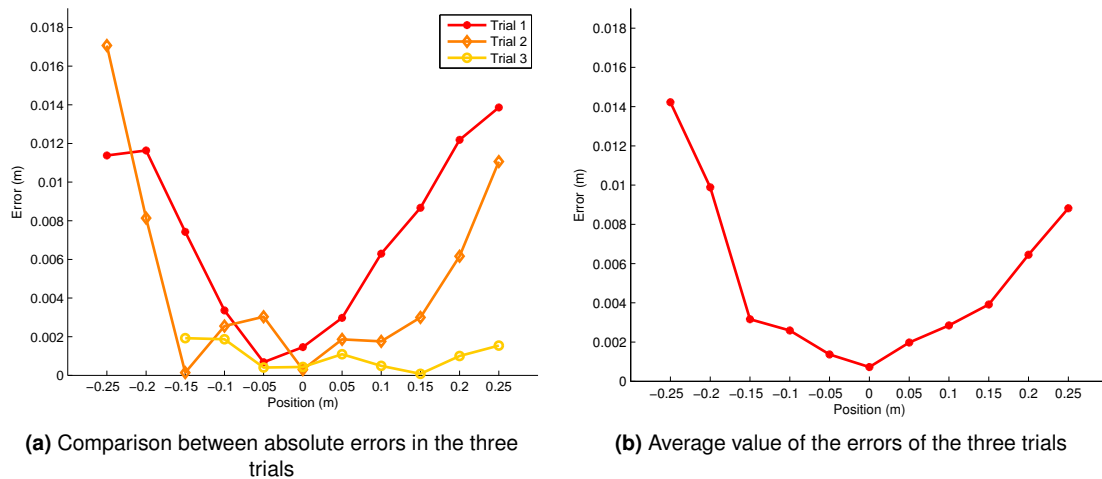 0.018
0.016
0.014
0.012
0.01
0.008
0.006
0.004
0.002
0
Error (m)
−0.25 −0.2 −0.15 −0.1 −0.05 0 0.05 0.1 0.15 0.2 0.25
Position (m)
Trial 1
Trial 2
Trial 3
(a) Comparison between absolute errors in the three
trials
0.018
0.016
0.014
0.012
0.01
0.008
0.006
0.004
0.002
0
Error (m)
−0.25 −0.2 −0.15 −0.1 −0.05 0 0.05 0.1 0.15 0.2 0.25
Position (m)
(b) Average value of the errors of the three trials